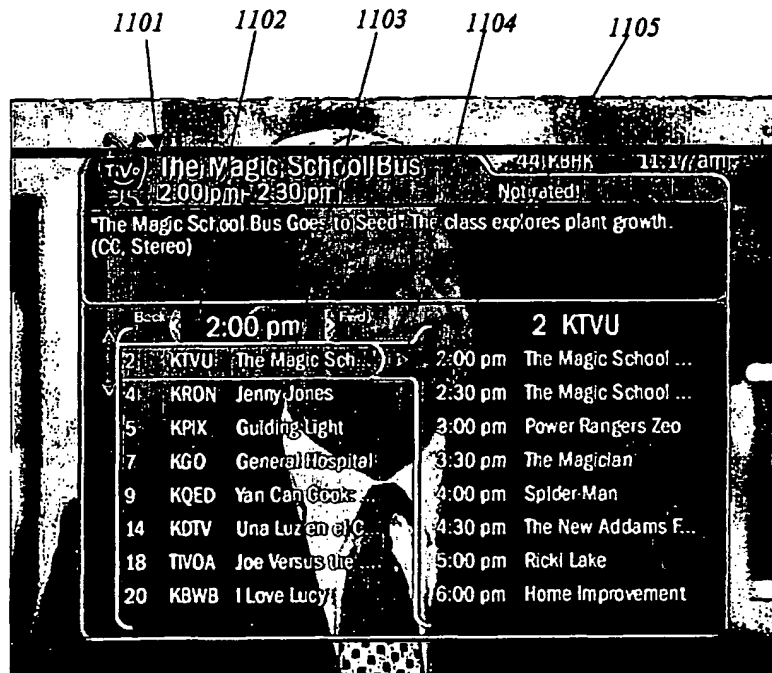 1101 1102 1103 1104 1105
TiVo The Magic School Bus 44 KBHK 11:17 am
2:00 pm - 2:30 pm Not rated
"The Magic School Bus Goes to Seed" The class explores plant growth.
(CC, Stereo)
Back 2:00 pm Fwd 2 KTVU
2 KTVU The Magic Sch... 2:00 pm The Magic School ...
4 KRON Jenny Jones 2:30 pm The Magic School ...
5 KPIX Guiding Light 3:00 pm Power Rangers Zeo
7 KGO General Hospital 3:30 pm The Magician
9 KQED Yan Can Cook: ... 4:00 pm Spider-Man
14 KDTV Una Luz en el C... 4:30 pm The New Addams F...
18 TIVOA Joe Versus the ... 5:00 pm Ricki Lake
20 KBWB I Love Lucy 6:00 pm Home Improvement